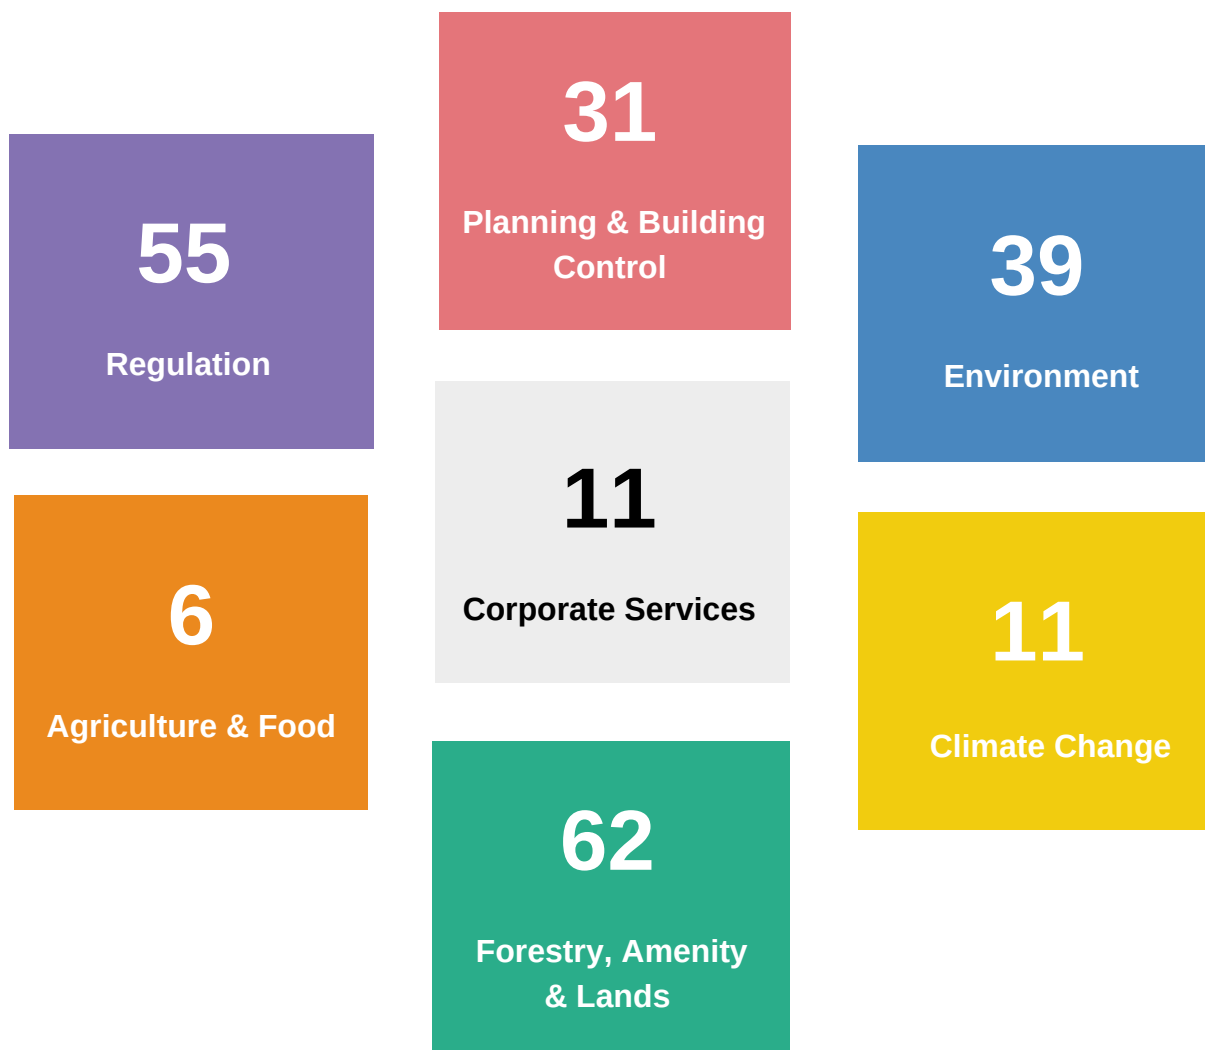 31
Planning & Building
Control
55
Regulation
39
Environment
11
Corporate Services
6
Agriculture & Food
11
Climate Change
62
Forestry, Amenity
& Lands